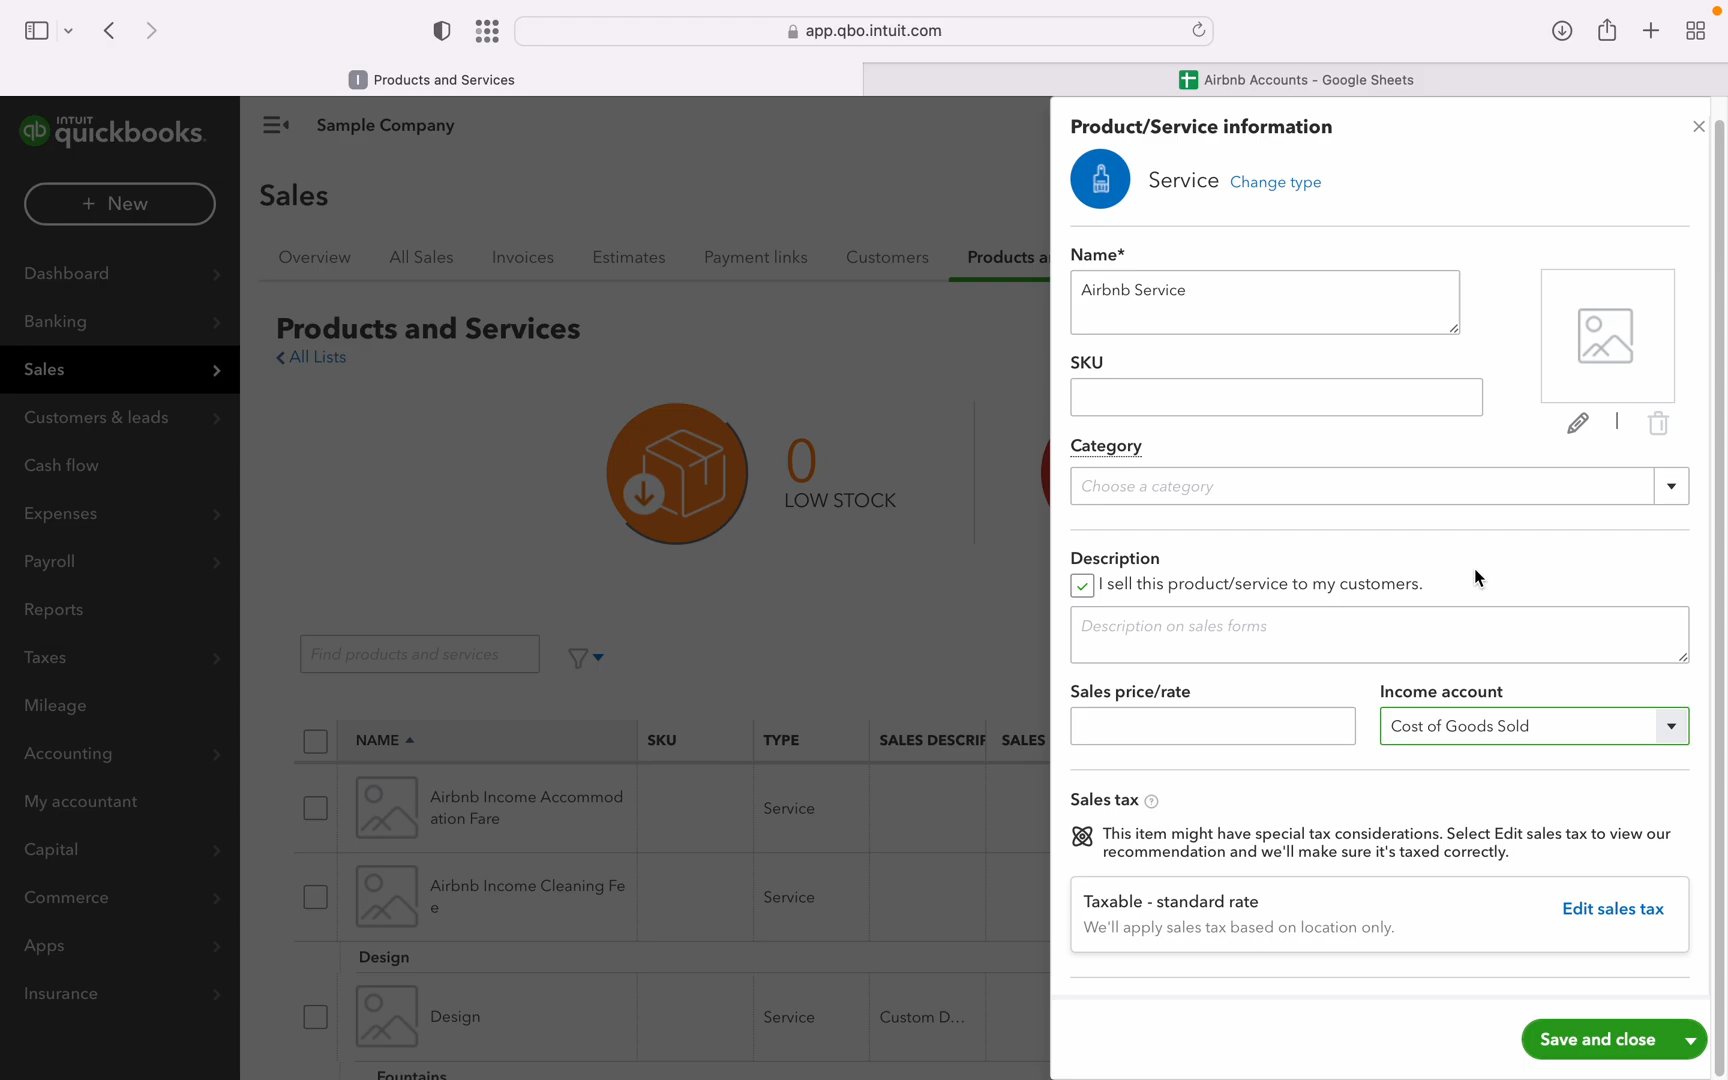 app.qbo.intuit.com
Products and Services
Airbnb Accounts - Google Sheets
INTUIT
quickbooks.
Sample Company
+ New
Dashboard
Banking
Sales
Customers & leads
Cash flow
Expenses
Payroll
Reports
Taxes
Mileage
Accounting
My accountant
Capital
Commerce
Apps
Insurance
Sales
Overview
All Sales
Invoices
Estimates
Payment links
Customers
Products a
Products and Services
All Lists
0
LOW STOCK
Find products and services
NAME
SKU
TYPE
SALES DESCRIP
SALES
Airbnb Income Accommod
ation Fare
Service
Airbnb Income Cleaning Fe
e
Service
Design
Design
Service
Custom D...
Fountains
Product/Service information
Service Change type
Name*
Airbnb Service
SKU
Category
Choose a category
Description
I sell this product/service to my customers.
Description on sales forms
Sales price/rate
Income account
Cost of Goods Sold
Sales tax
This item might have special tax considerations. Select Edit sales tax to view our
recommendation and we'll make sure it's taxed correctly.
Taxable - standard rate
We'll apply sales tax based on location only.
Edit sales tax
Save and close